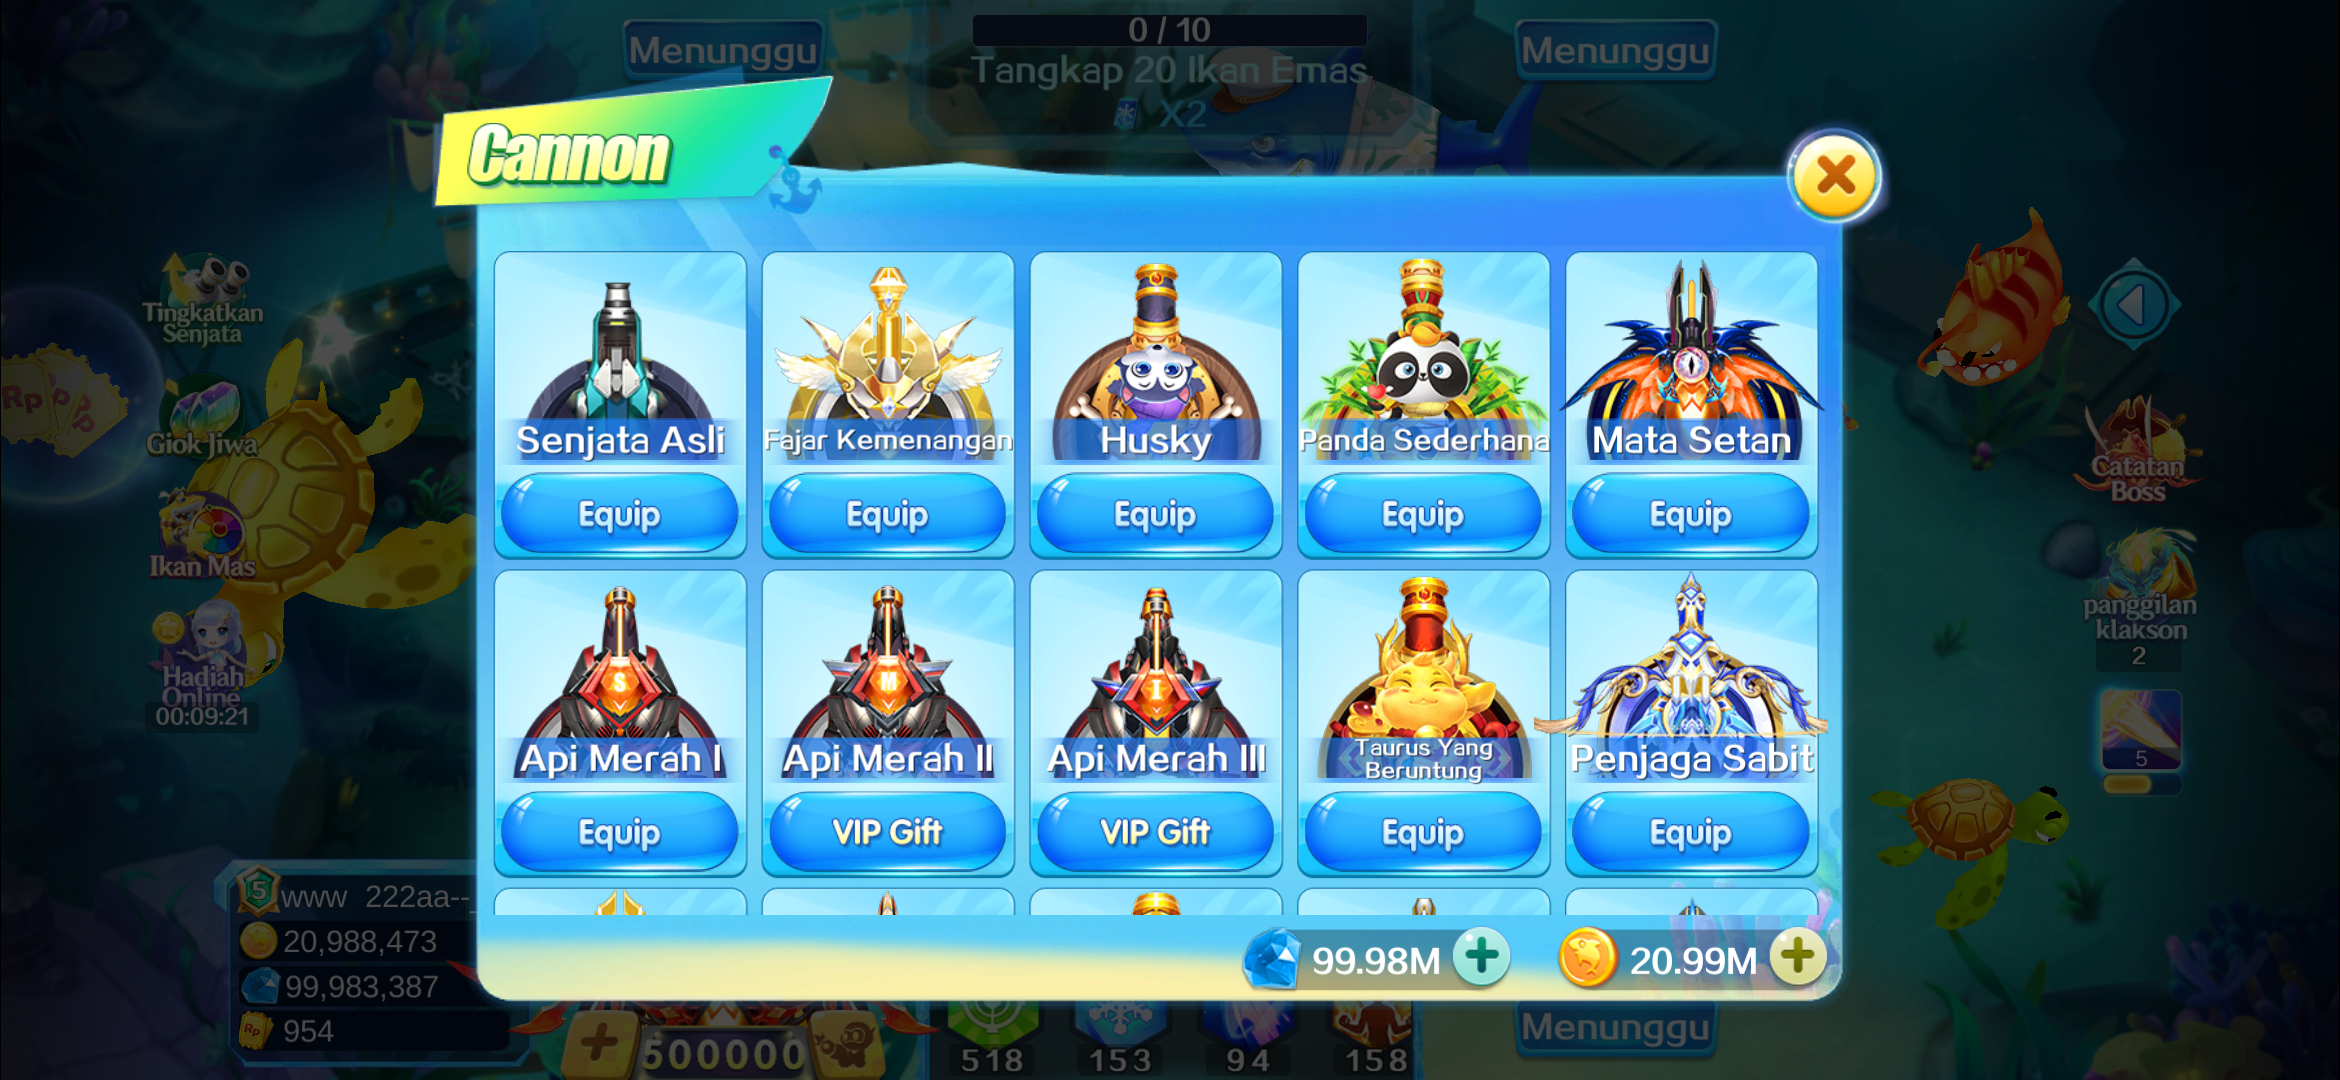 Menunggu
0 / 10
Menunggu
Tangkap 20 Ikan Emas
X2
Cannon
Tingkatkan
Senjata
Rp
Giok Jiwa
Ikan Mas
Hadiah
Online
00:09:21
Senjata Asli
Fajar Kemenangan
Husky
Panda Sederhana
Mata Setan
Equip
Equip
Equip
Equip
Equip
S
M
I
Api Merah I
Api Merah II
Api Merah III
Taurus Yang
Beruntung
Penjaga Sabit
Equip
VIP Gift
VIP Gift
Equip
Equip
Catatan
Boss
panggilan
klakson
2
5
5
www 222aa--_
20,988,473
99,983,387
Rp
954
99.98M
20.99M
500000
518
153
94
158
Menunggu